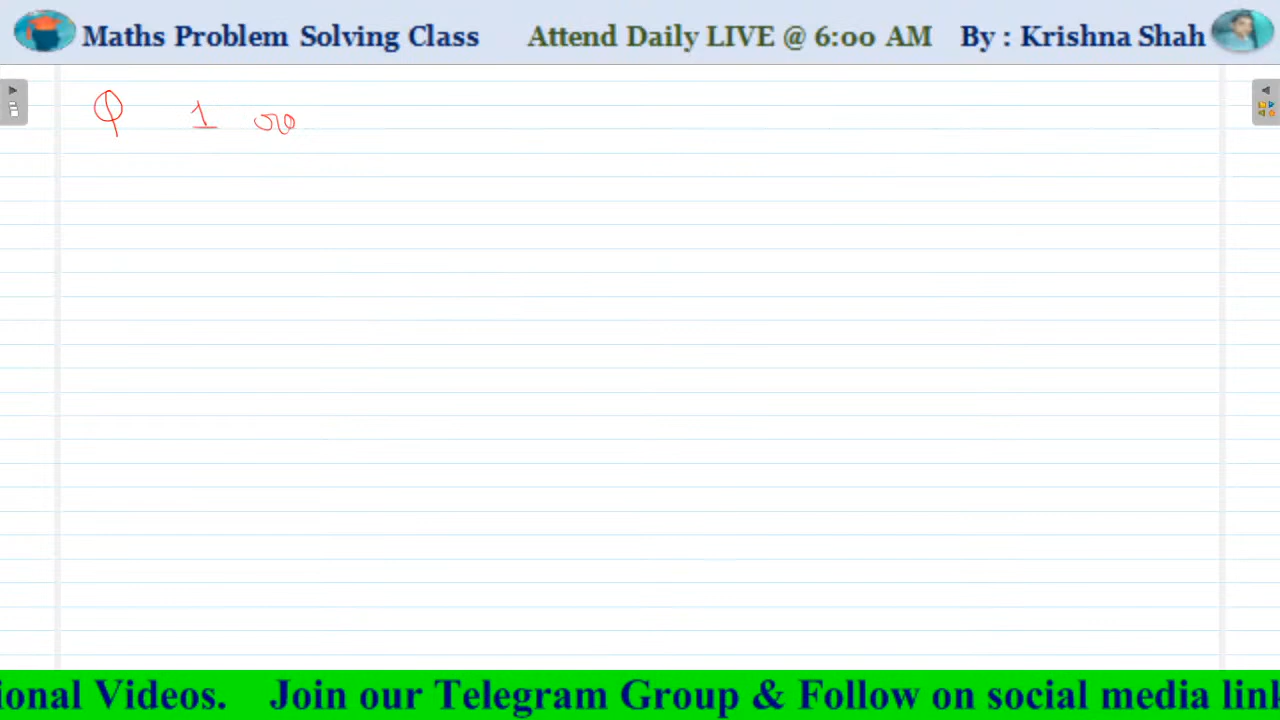 Maths Problem Solving Class Attend Daily LIVE @ 6:00 AM By : Krishna Shah
Q 1
ional Videos. Join our Telegram Group & Follow on social media link